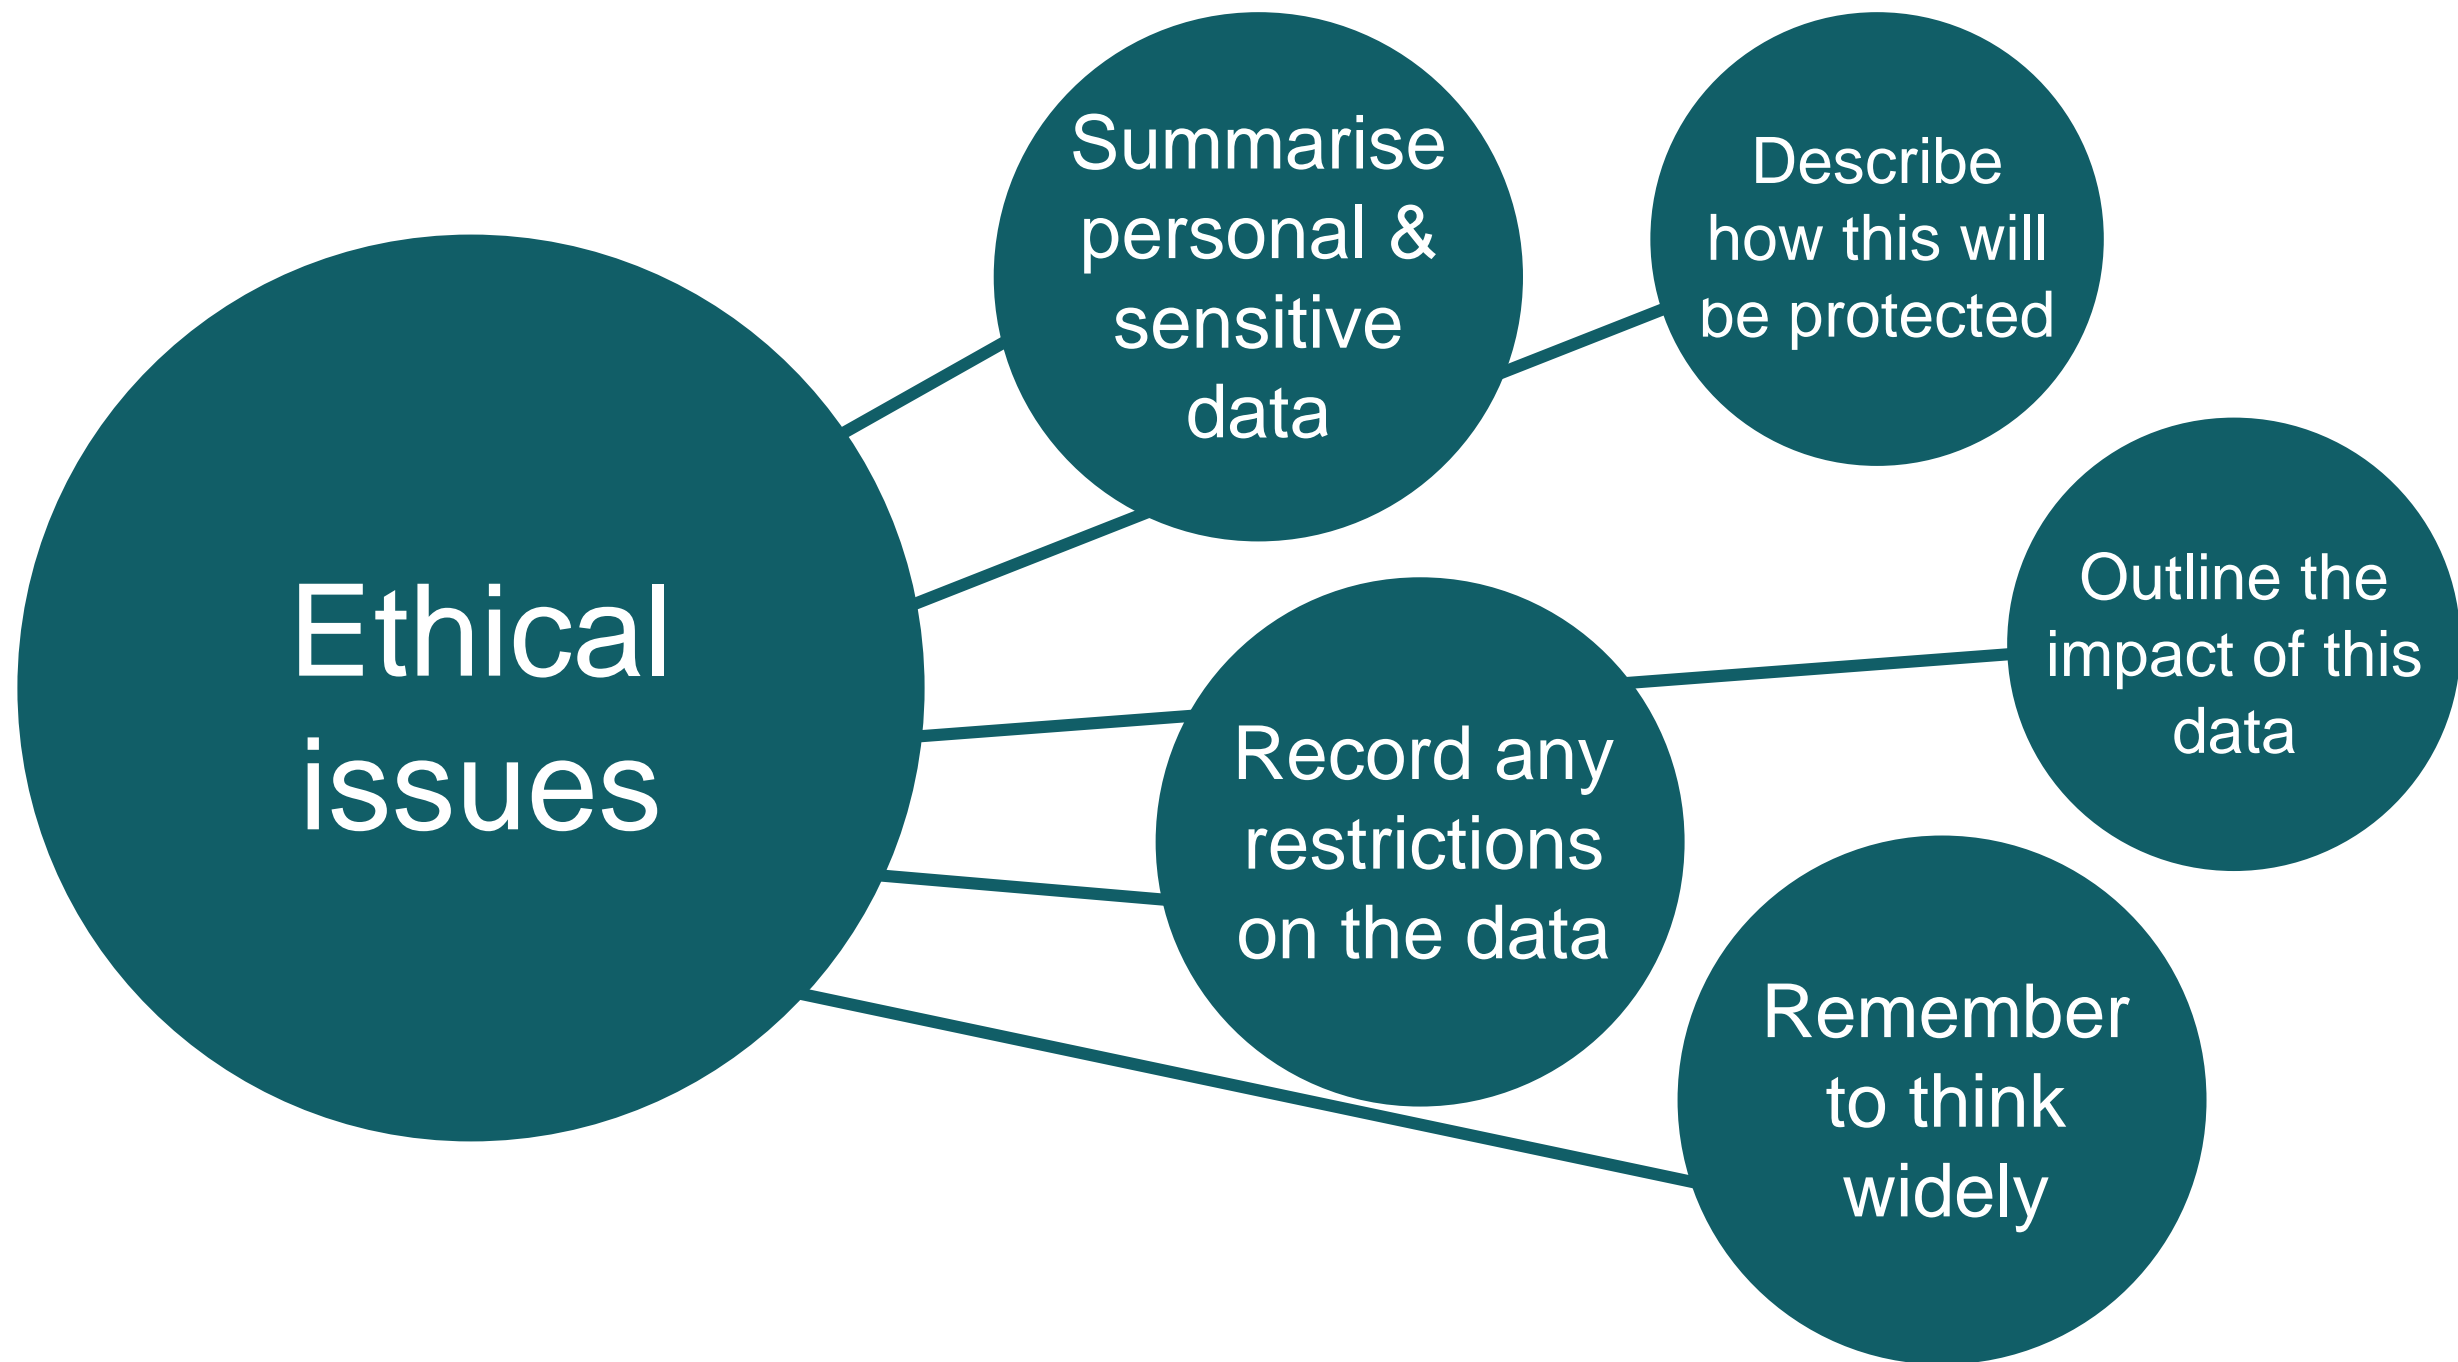 Ethical
issues
Summarise
personal &
sensitive
data
Describe
how this will
be protected
Outline the
impact of this
data
Record any
restrictions
on the data
Remember
to think
widely